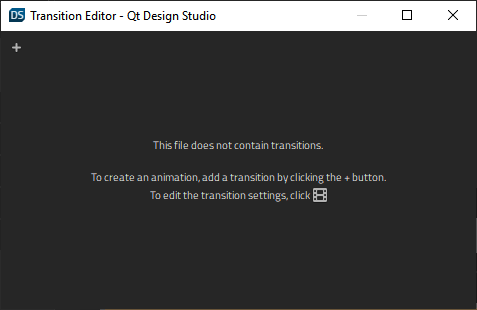 DS Transition Editor - Qt Design Studio
+
This file does not contain transitions.
To create an animation, add a transition by clicking the + button.
To edit the transition settings, click